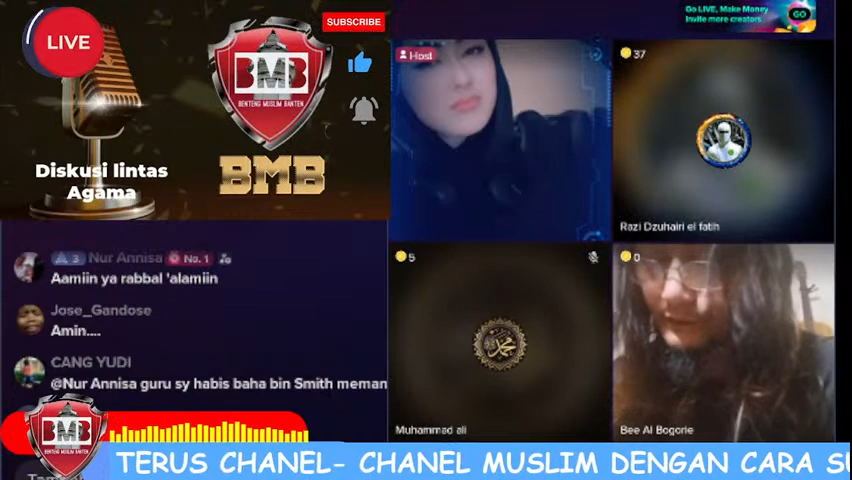 LIVE
SUBSCRIBE
BMB
BENTENG MUSLIM BANTEN
BMB
Diskusi lintas
Agama
Go LIVE, Make Money
Invite more creators.
GO
Host
37
Razi Dzuhairi el fatih
3 Nur Annisa No. 1
Aamiin ya rabbal 'alamiin
Jose_Gandose
Amin....
CANG YUDI
@Nur Annisa guru sy habis baha bin Smith meman
5
محمد
Muhammad ali
0
Bee Al Bogorie
BMB
TERUS CHANEL- CHANEL MUSLIM DENGAN CARA